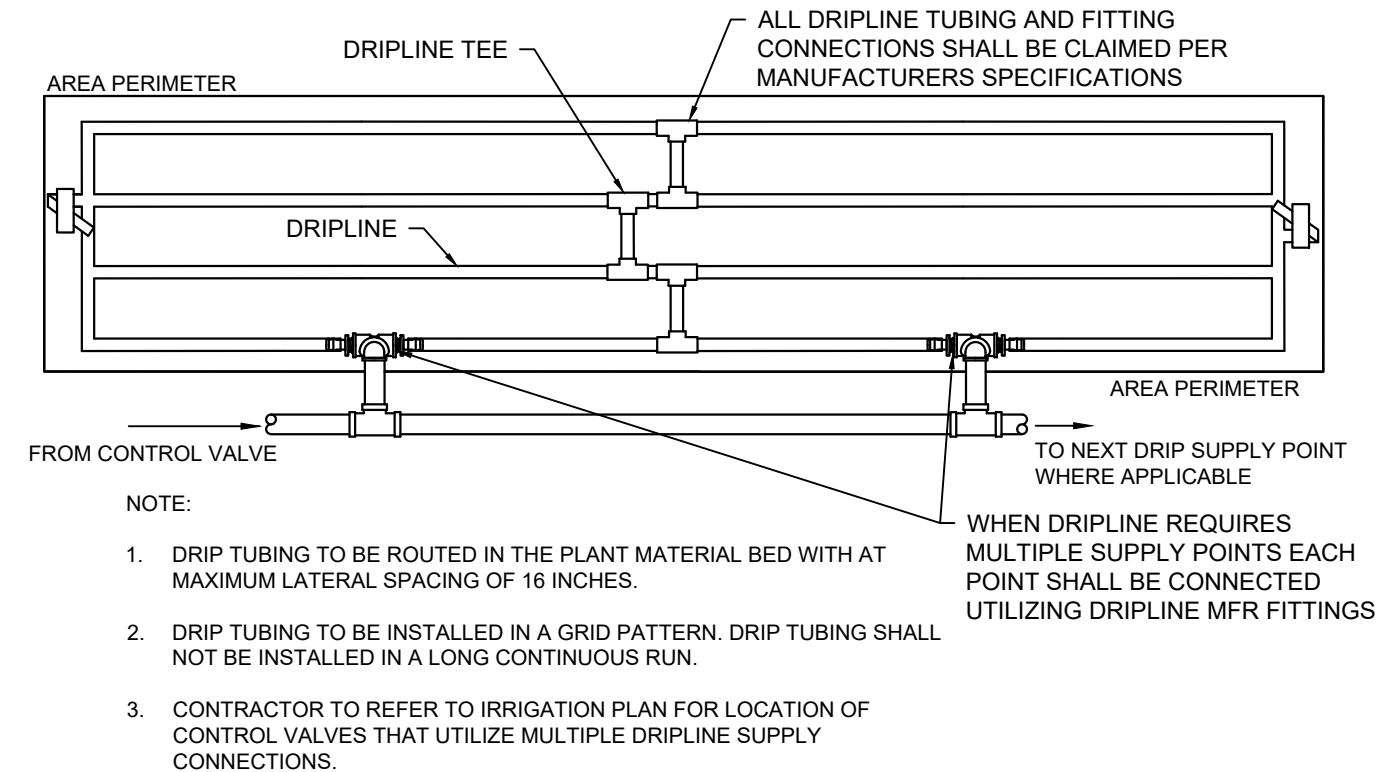 ALL DRIPLINE TUBING AND FITTING
CONNECTIONS SHALL BE CLAIMED PER
MANUFACTURERS SPECIFICATIONS
DRIPLINE TEE
AREA PERIMETER
DRIPLINE
AREA PERIMETER
FROM CONTROL VALVE
TO NEXT DRIP SUPPLY POINT
WHERE APPLICABLE
WHEN DRIPLINE REQUIRES
MULTIPLE SUPPLY POINTS EACH
POINT SHALL BE CONNECTED
UTILIZING DRIPLINE MFR FITTINGS
NOTE:
1. DRIP TUBING TO BE ROUTED IN THE PLANT MATERIAL BED WITH AT
MAXIMUM LATERAL SPACING OF 16 INCHES.
2. DRIP TUBING TO BE INSTALLED IN A GRID PATTERN. DRIP TUBING SHALL
NOT BE INSTALLED IN A LONG CONTINUOUS RUN.
3. CONTRACTOR TO REFER TO IRRIGATION PLAN FOR LOCATION OF
CONTROL VALVES THAT UTILIZE MULTIPLE DRIPLINE SUPPLY
CONNECTIONS.